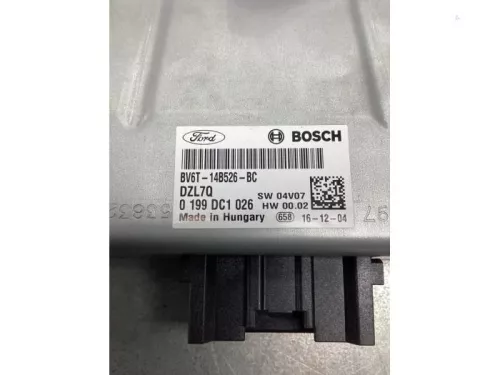 Ford
BOSCH
BV6T-14B526-BC
DZL7Q
SW 04V07
0 199 DC1 026
HW 00.02
Made in Hungary
658
16-12-04
97